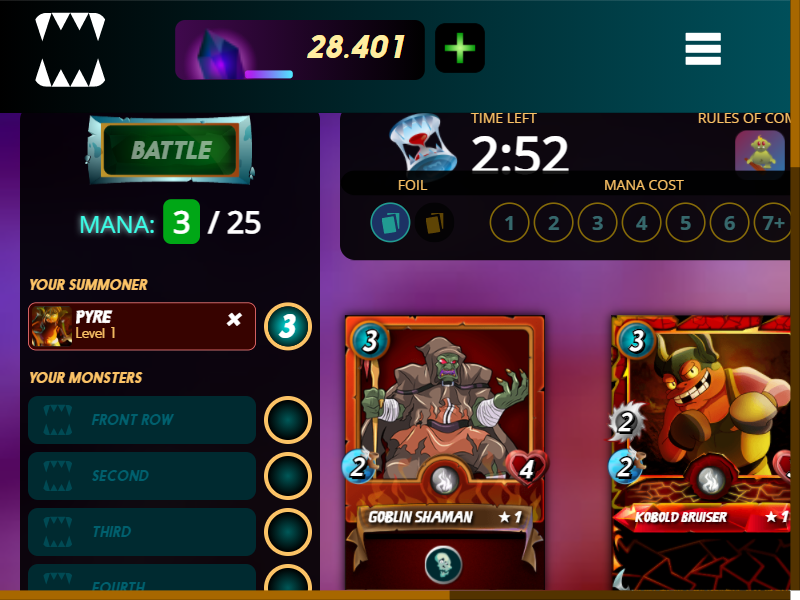 28.401
BATTLE
MANA: 3 / 25
YOUR SUMMONER
PYRE
Level 1
3
YOUR MONSTERS
FRONT ROW
SECOND
THIRD
FOURTH
TIME LEFT
2:52
RULES OF COM
FOIL
MANA COST
1 2 3 4 5 6 7+
3
2
4
GOBLIN SHAMAN ★ 1
3
2
2
KOBOLD BRUISER ★ 1